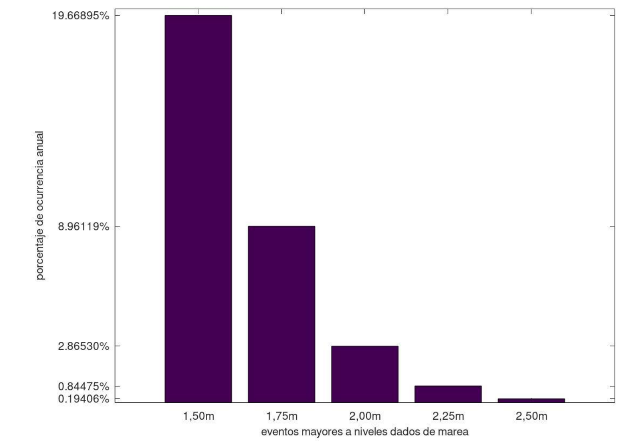 porcentaje de ocurrencia anual
19.66895%
8.96119%
2.86530%
0.84475%
0.19406%
1,50m 1,75m 2,00m 2,25m 2,50m
eventos mayores a niveles dados de marea